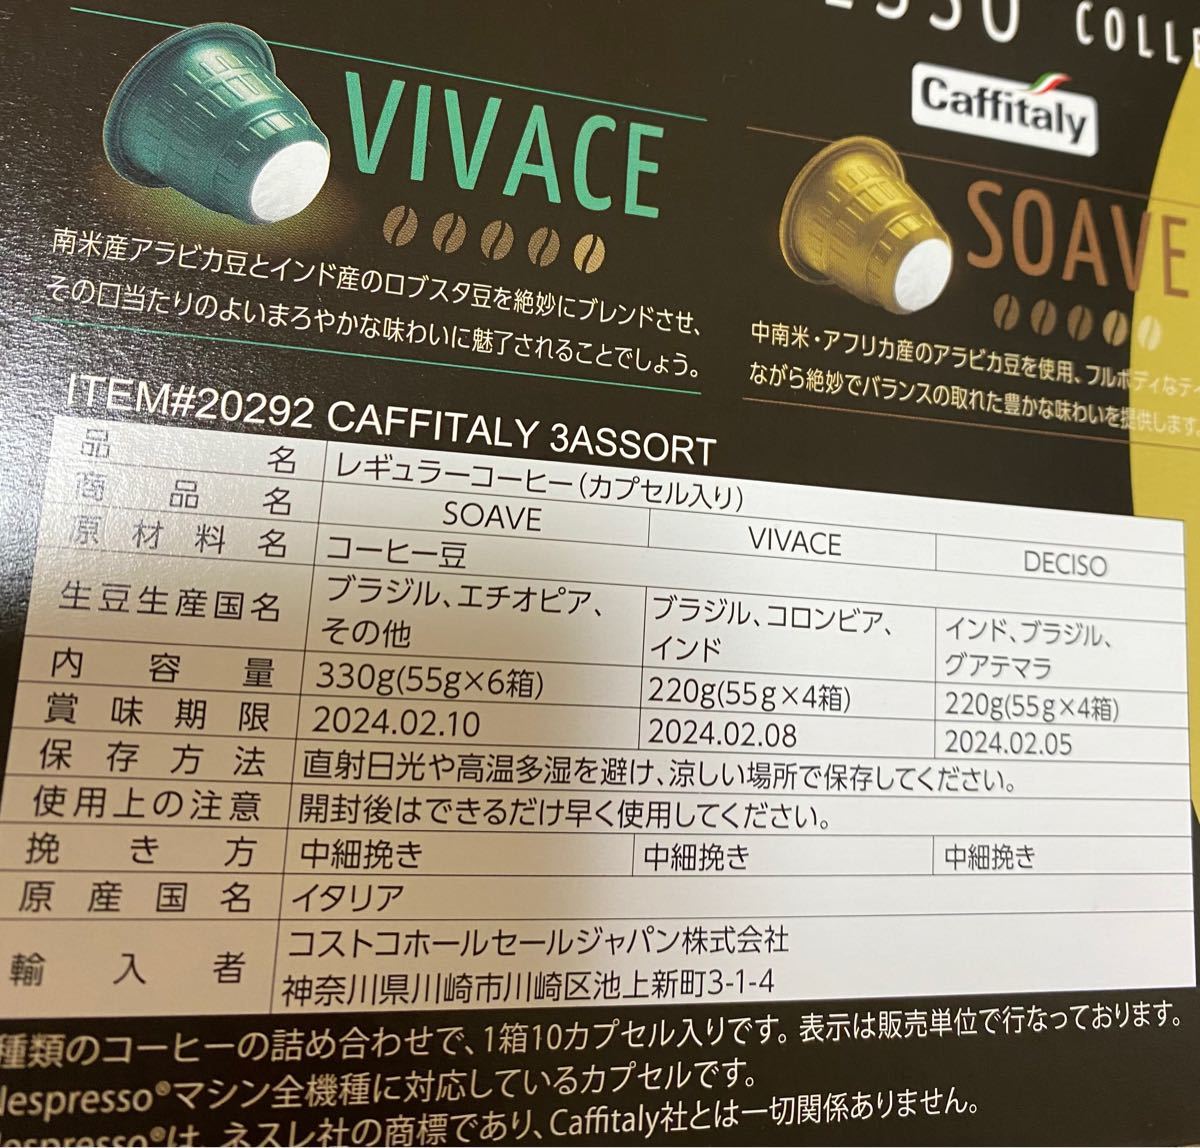 COLLE
Caffitaly
VIVACE
南米産アラビカ豆とインド産のロブスタ豆を絶妙にブレンドさせ、
その口当たりのよいまろやかな味わいに魅了されることでしょう。
SOAVE
中南米・アフリカ産のアラビカ豆を使用、フルボディなテ
ながら絶妙でバランスの取れた豊かな味わいを提供します。
ITEM#20292 CAFFITALY 3ASSORT
品名 レギュラーコーヒー(カプセル入り)
商品名 SOAVE VIVACE DECISO
原材料名 コーヒー豆
生豆生産国名 ブラジル、エチオピア、 ブラジル、コロンビア、 インド、ブラジル、
その他 インド グアテマラ
内容量 330g(55g×6箱) 220g(55g×4箱) 220g(55g×4箱)
賞味期限 2024.02.10 2024.02.08 2024.02.05
保存方法 直射日光や高温多湿を避け、涼しい場所で保存してください。
使用上の注意 開封後はできるだけ早く使用してください。
挽き方 中細挽き 中細挽き 中細挽き
原産国名 イタリア
輸入者 コストコホールセールジャパン株式会社
神奈川県川崎市川崎区池上新町3-1-4
種類のコーヒーの詰め合わせで、1箱10カプセル入りです。表示は販売単位で行なっております。
Nespresso®マシン全機種に対応しているカプセルです。
Nespresso®は、ネスレ社の商標であり、Caffitaly社とは一切関係ありません。